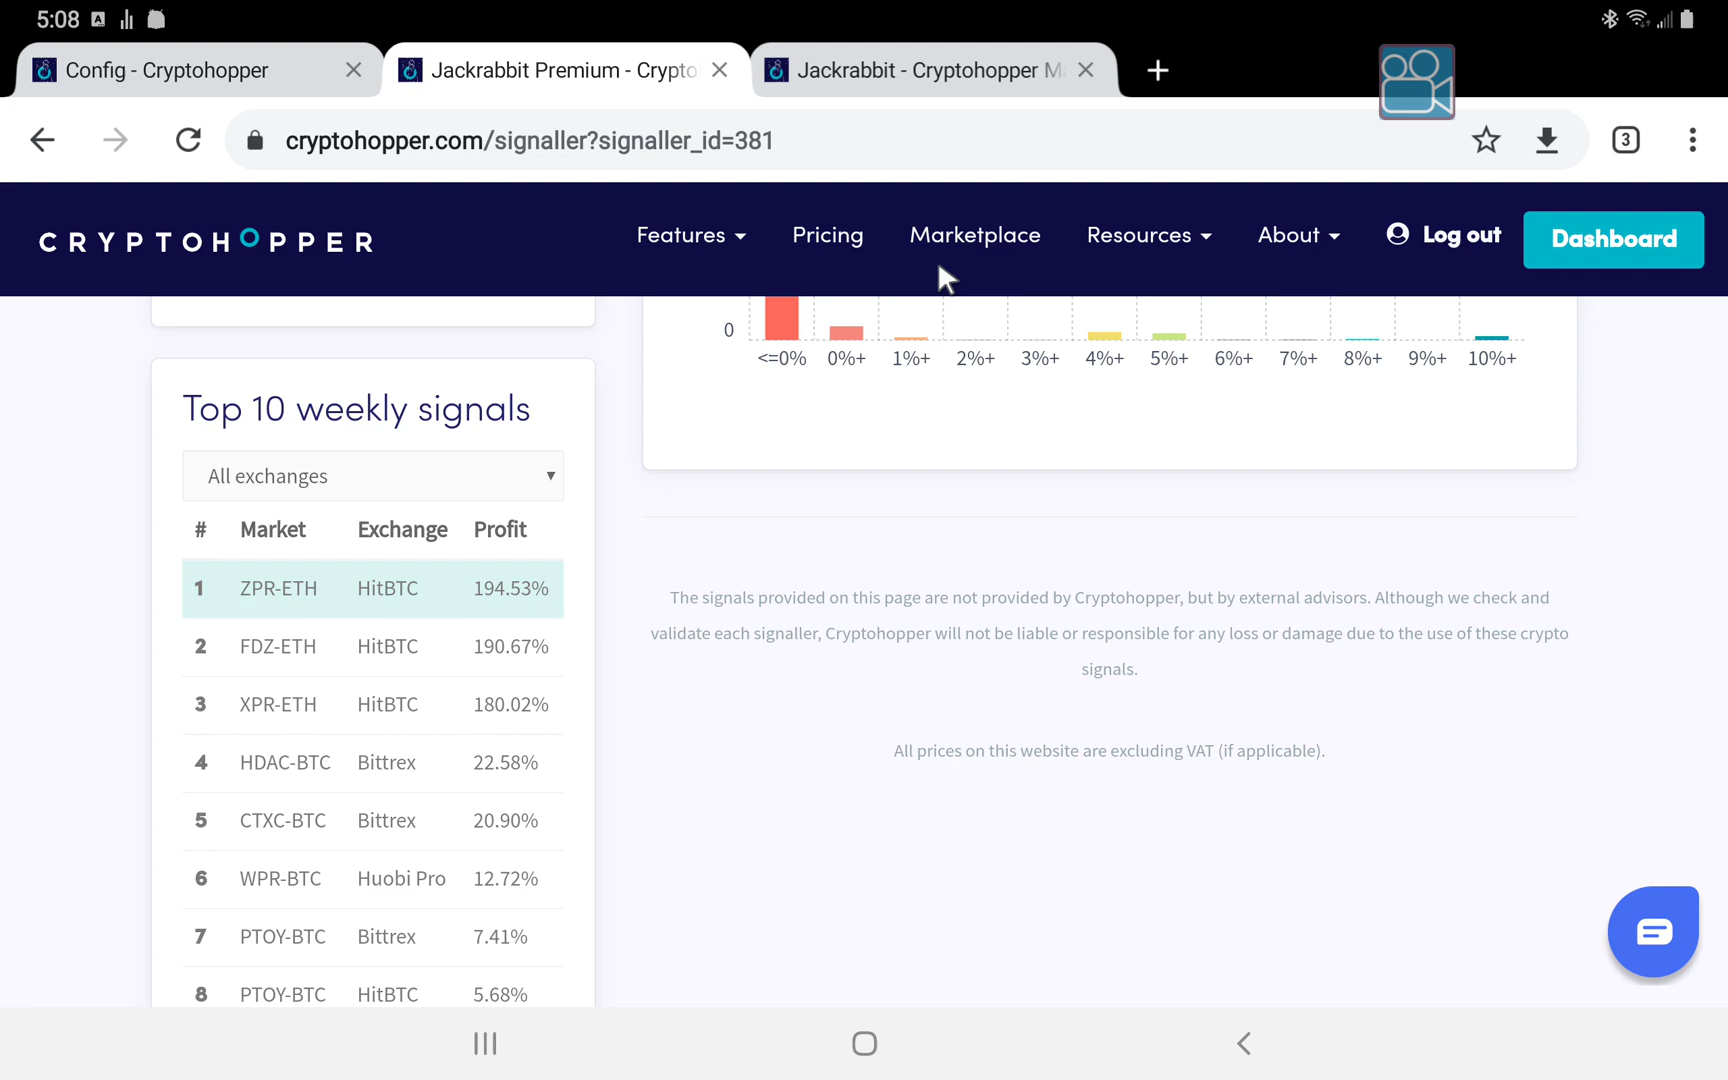 5:08
Config - Cryptohopper
Jackrabbit Premium - Crypto
Jackrabbit - Cryptohopper Ma
cryptohopper.com/signaller?signaller_id=381
3
CRYPTOHOPPER
Features
Pricing
Marketplace
Resources
About
Log out
Dashboard
0
<=0% 0%+ 1%+ 2%+ 3%+ 4%+ 5%+ 6%+ 7%+ 8%+ 9%+ 10%+
Top 10 weekly signals
All exchanges
# Market Exchange Profit
1 ZPR-ETH HitBTC 194.53%
2 FDZ-ETH HitBTC 190.67%
3 XPR-ETH HitBTC 180.02%
4 HDAC-BTC Bittrex 22.58%
5 CTXC-BTC Bittrex 20.90%
6 WPR-BTC Huobi Pro 12.72%
7 PTOY-BTC Bittrex 7.41%
8 PTOY-BTC HitBTC 5.68%
The signals provided on this page are not provided by Cryptohopper, but by external advisors. Although we check and
validate each signaller, Cryptohopper will not be liable or responsible for any loss or damage due to the use of these crypto
signals.
All prices on this website are excluding VAT (if applicable).